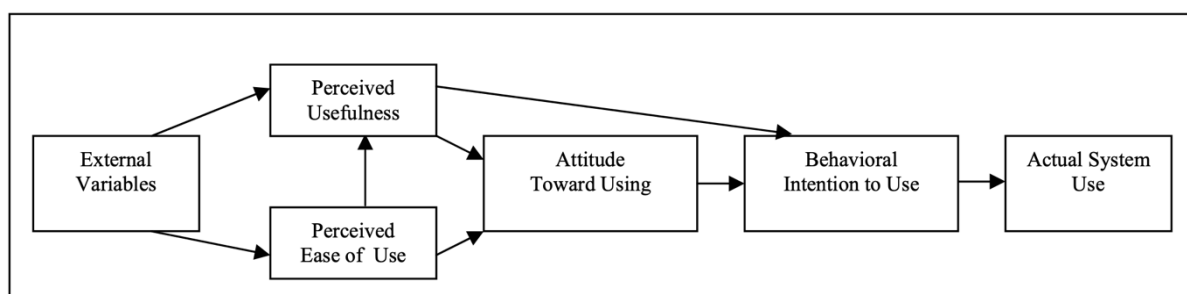 Perceived
Usefulness
External
Variables
Attitude
Toward Using
Behavioral
Intention to Use
Actual System
Use
Perceived
Ease of  Use